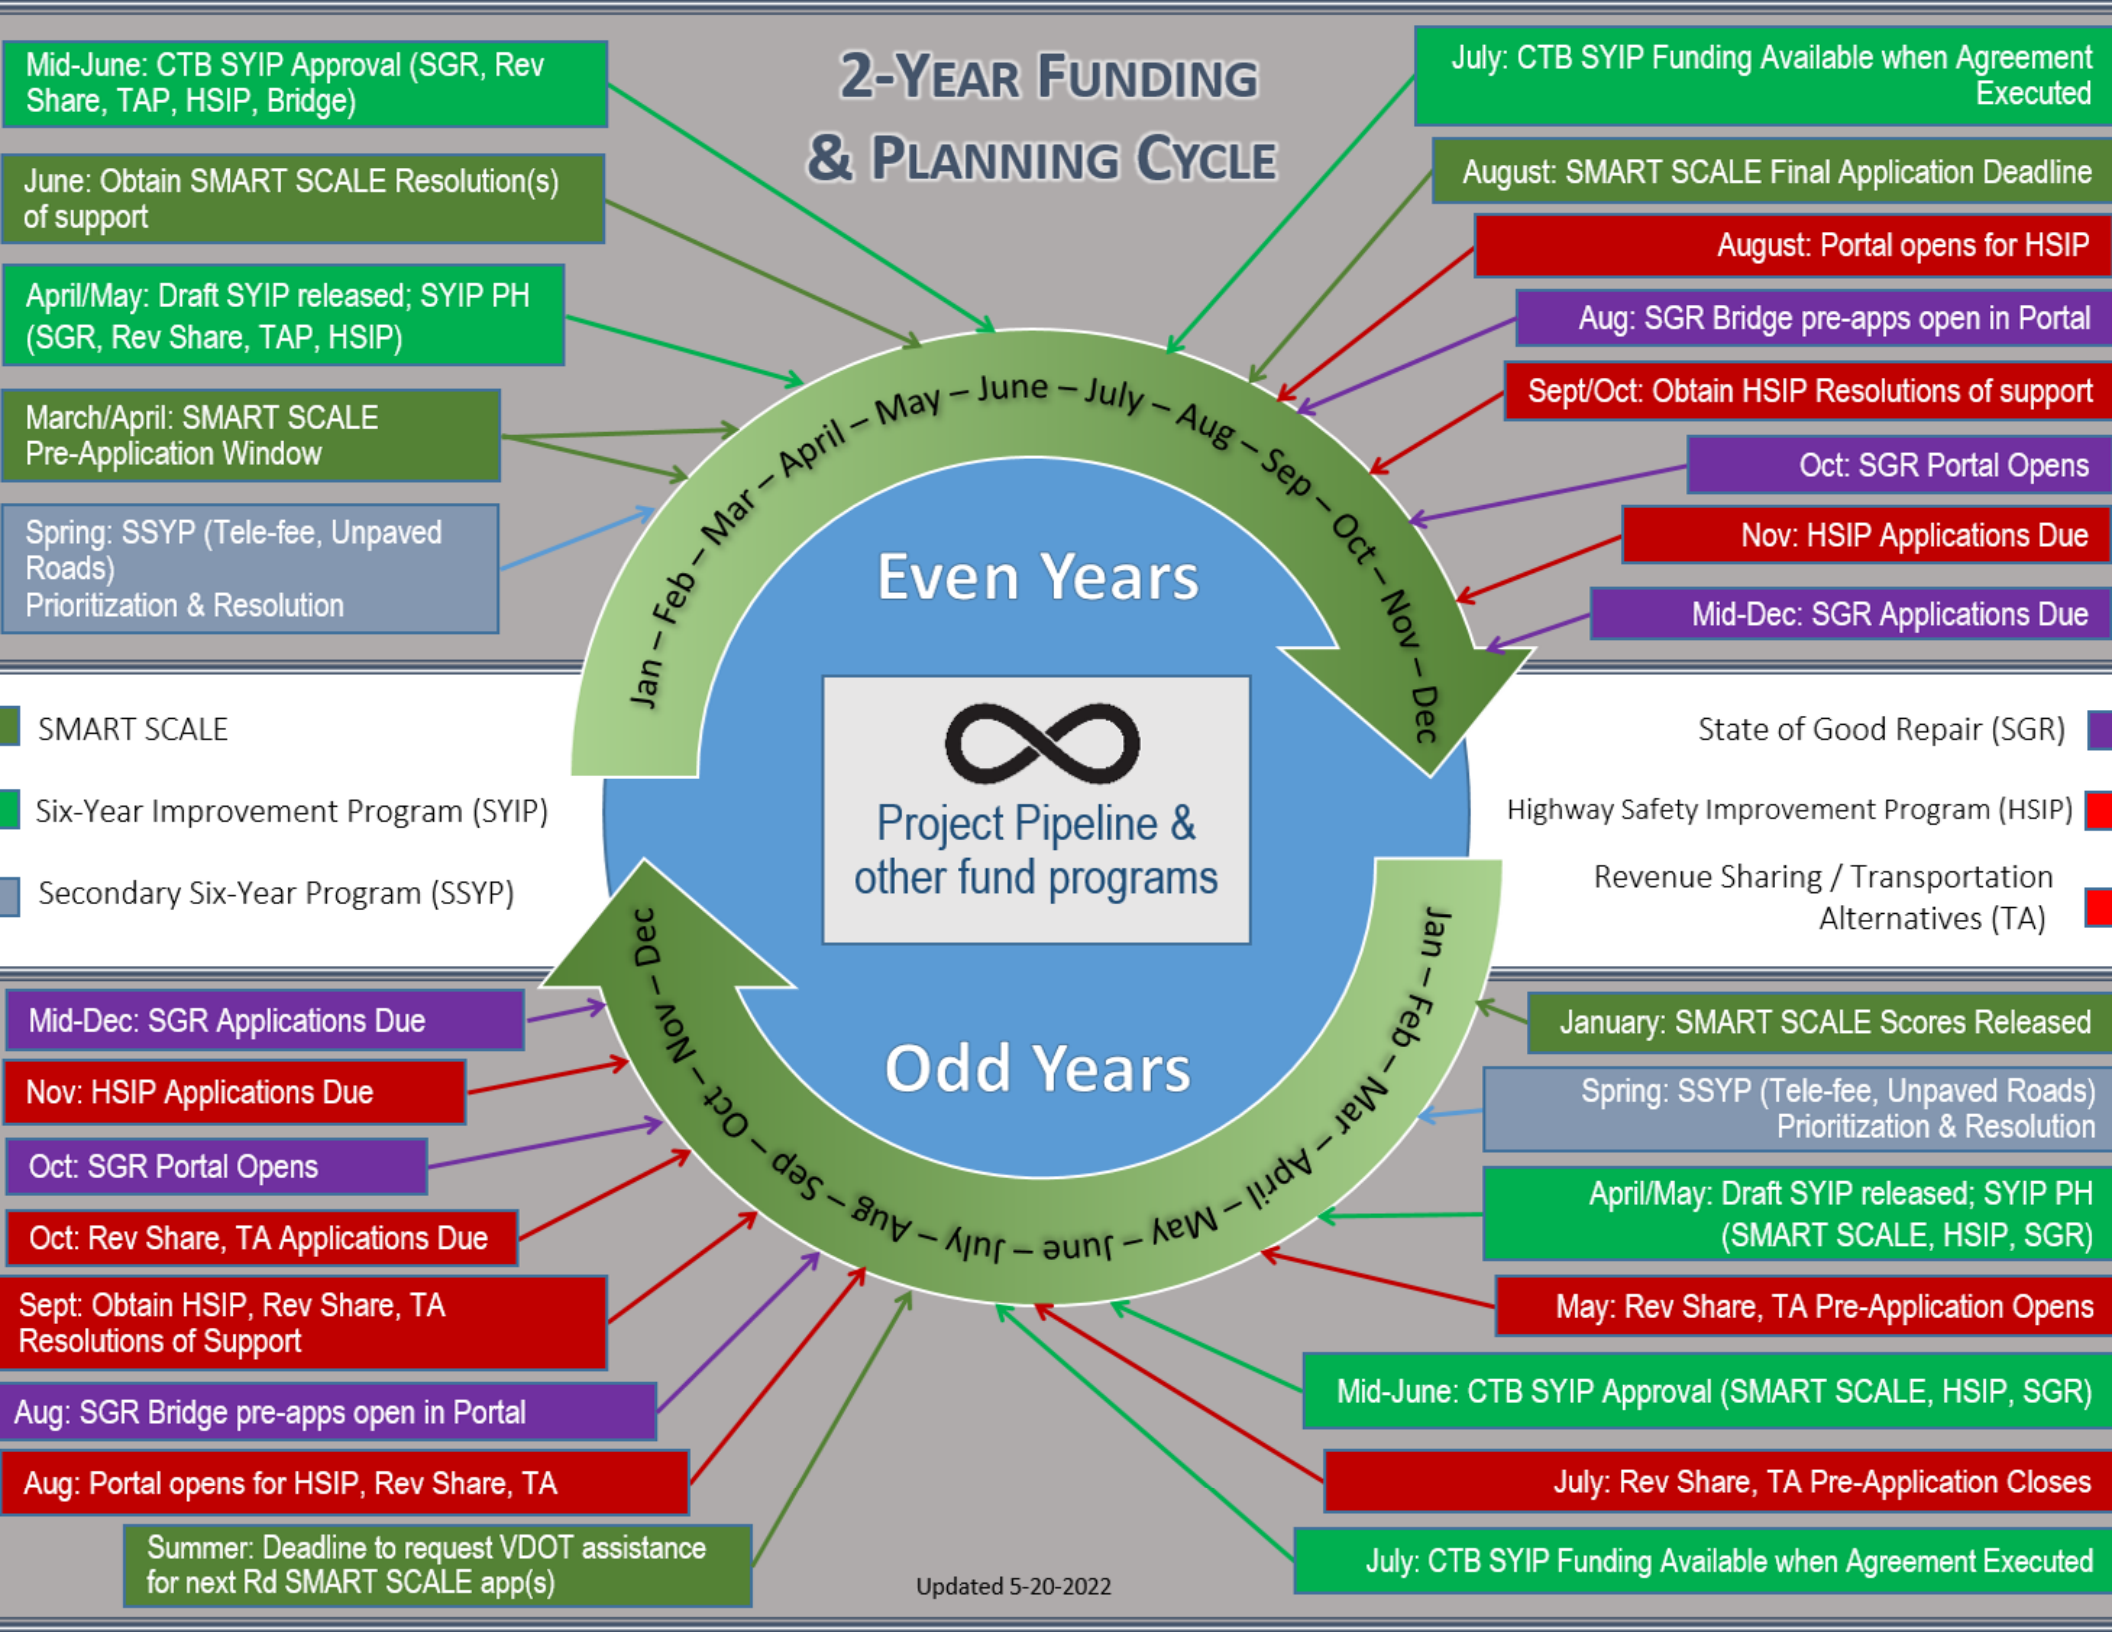 2-YEAR FUNDING
& PLANNING CYCLE
Mid-June: CTB SYIP Approval (SGR, Rev
Share, TAP, HSIP, Bridge)
June: Obtain SMART SCALE Resolution(s)
of support
April/May: Draft SYIP released; SYIP PH
(SGR, Rev Share, TAP, HSIP)
March/April: SMART SCALE
Pre-Application Window
Spring: SSYP (Tele-fee, Unpaved
Roads)
Prioritization & Resolution
July: CTB SYIP Funding Available when Agreement
Executed
August: SMART SCALE Final Application Deadline
August: Portal opens for HSIP
Aug: SGR Bridge pre-apps open in Portal
Sept/Oct: Obtain HSIP Resolutions of support
Oct: SGR Portal Opens
Nov: HSIP Applications Due
Mid-Dec: SGR Applications Due
Jan – Feb – Mar – April – May – June – July – Aug – Sep – Oct – Nov – Dec
Even Years
SMART SCALE
Six-Year Improvement Program (SYIP)
Secondary Six-Year Program (SSYP)
Project Pipeline &
other fund programs
State of Good Repair (SGR)
Highway Safety Improvement Program (HSIP)
Revenue Sharing / Transportation
Alternatives (TA)
Odd Years
Jan – Feb – Mar – April – May – June – July – Aug – Sep – Oct – Nov – Dec
January: SMART SCALE Scores Released
Spring: SSYP (Tele-fee, Unpaved Roads)
Prioritization & Resolution
April/May: Draft SYIP released; SYIP PH
(SMART SCALE, HSIP, SGR)
May: Rev Share, TA Pre-Application Opens
Mid-June: CTB SYIP Approval (SMART SCALE, HSIP, SGR)
July: Rev Share, TA Pre-Application Closes
July: CTB SYIP Funding Available when Agreement Executed
Mid-Dec: SGR Applications Due
Nov: HSIP Applications Due
Oct: SGR Portal Opens
Oct: Rev Share, TA Applications Due
Sept: Obtain HSIP, Rev Share, TA
Resolutions of Support
Aug: SGR Bridge pre-apps open in Portal
Aug: Portal opens for HSIP, Rev Share, TA
Summer: Deadline to request VDOT assistance
for next Rd SMART SCALE app(s)
Updated 5-20-2022